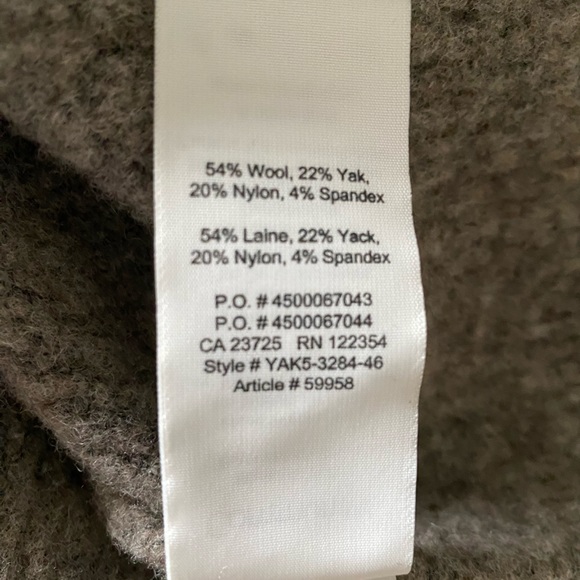 54% Wool, 22% Yak,
20% Nylon, 4% Spandex
54% Laine, 22% Yack,
20% Nylon, 4% Spandex
P.O. # 4500067043
P.O. # 4500067044
CA 23725 RN 122354
Style # YAK5-3284-46
Article # 59958